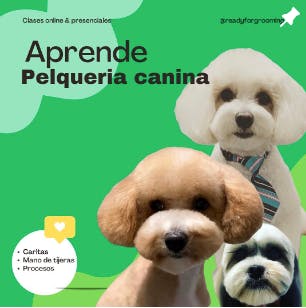 Clases online & presenciales
@readyforgrooming
Aprende
Pelqueria canina
Caritas
Mano de tijeras
Procesos